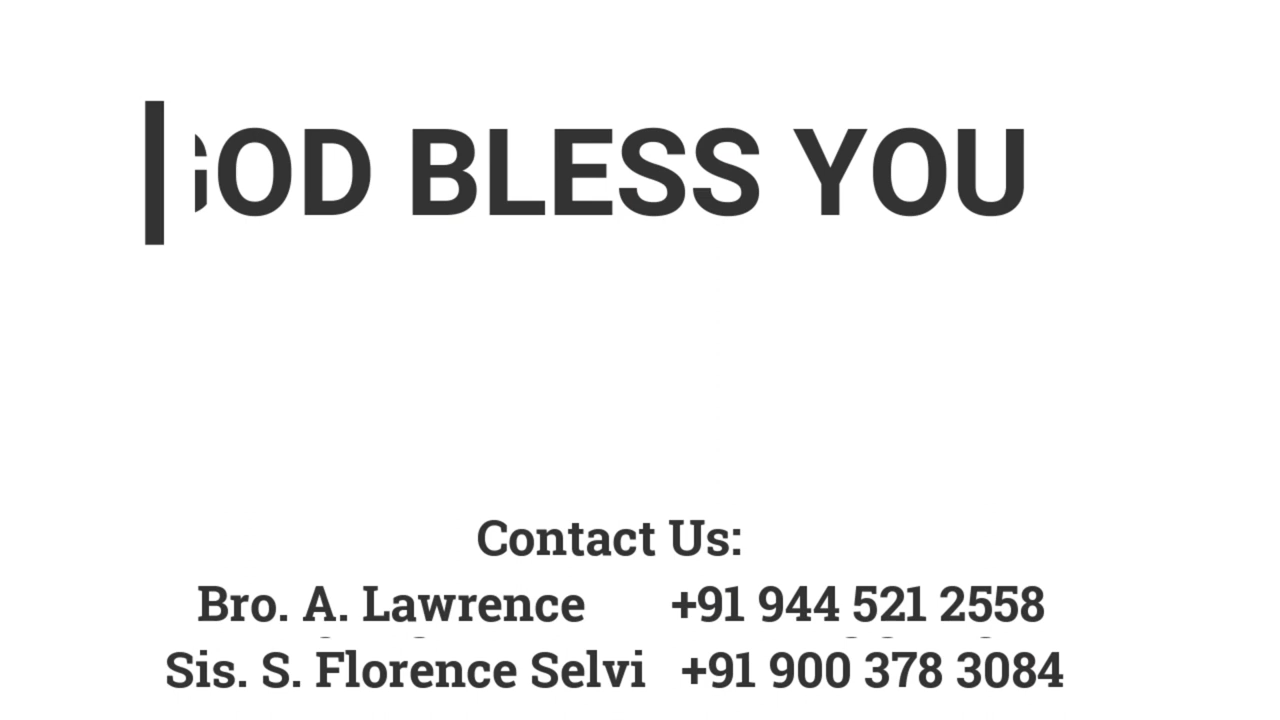 GOD BLESS YOU
Contact Us:
Bro. A. Lawrence +91 944 521 2558
Sis. S. Florence Selvi +91 900 378 3084